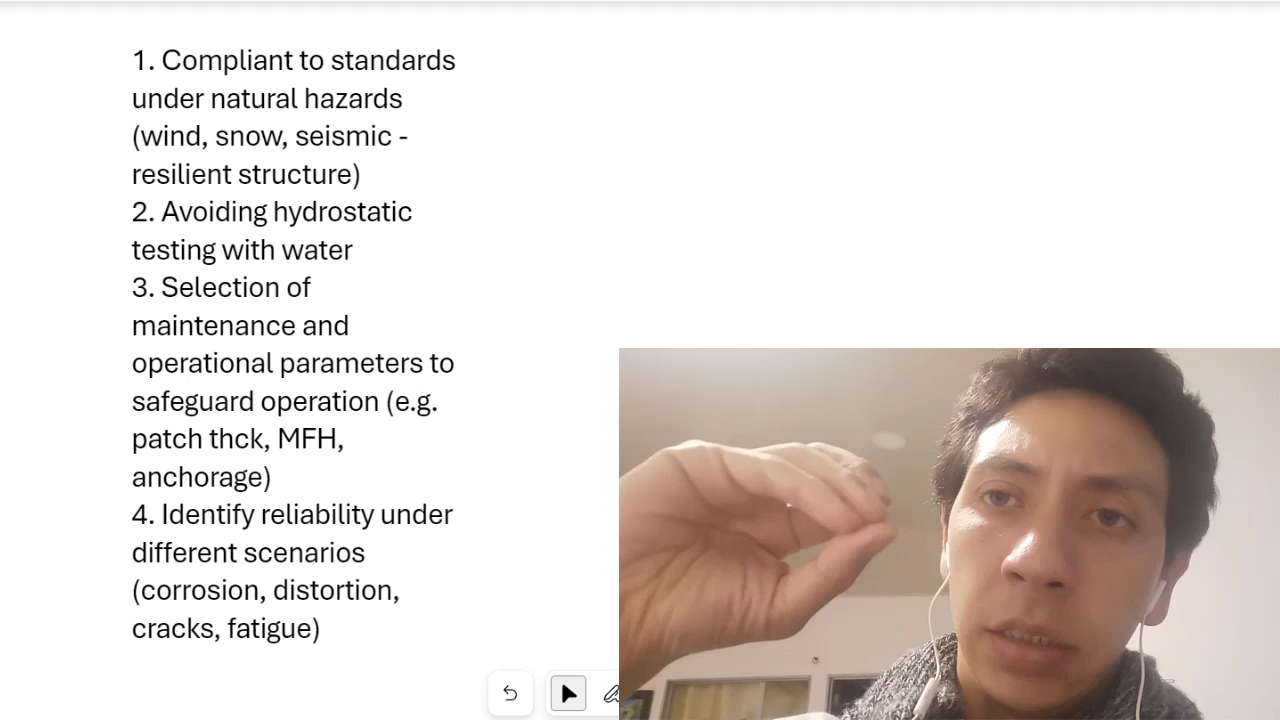 1. Compliant to standards
under natural hazards
(wind, snow, seismic -
resilient structure)
2. Avoiding hydrostatic
testing with water
3. Selection of
maintenance and
operational parameters to
safeguard operation (e.g.
patch thck, MFH,
anchorage)
4. Identify reliability under
different scenarios
(corrosion, distortion,
cracks, fatigue)